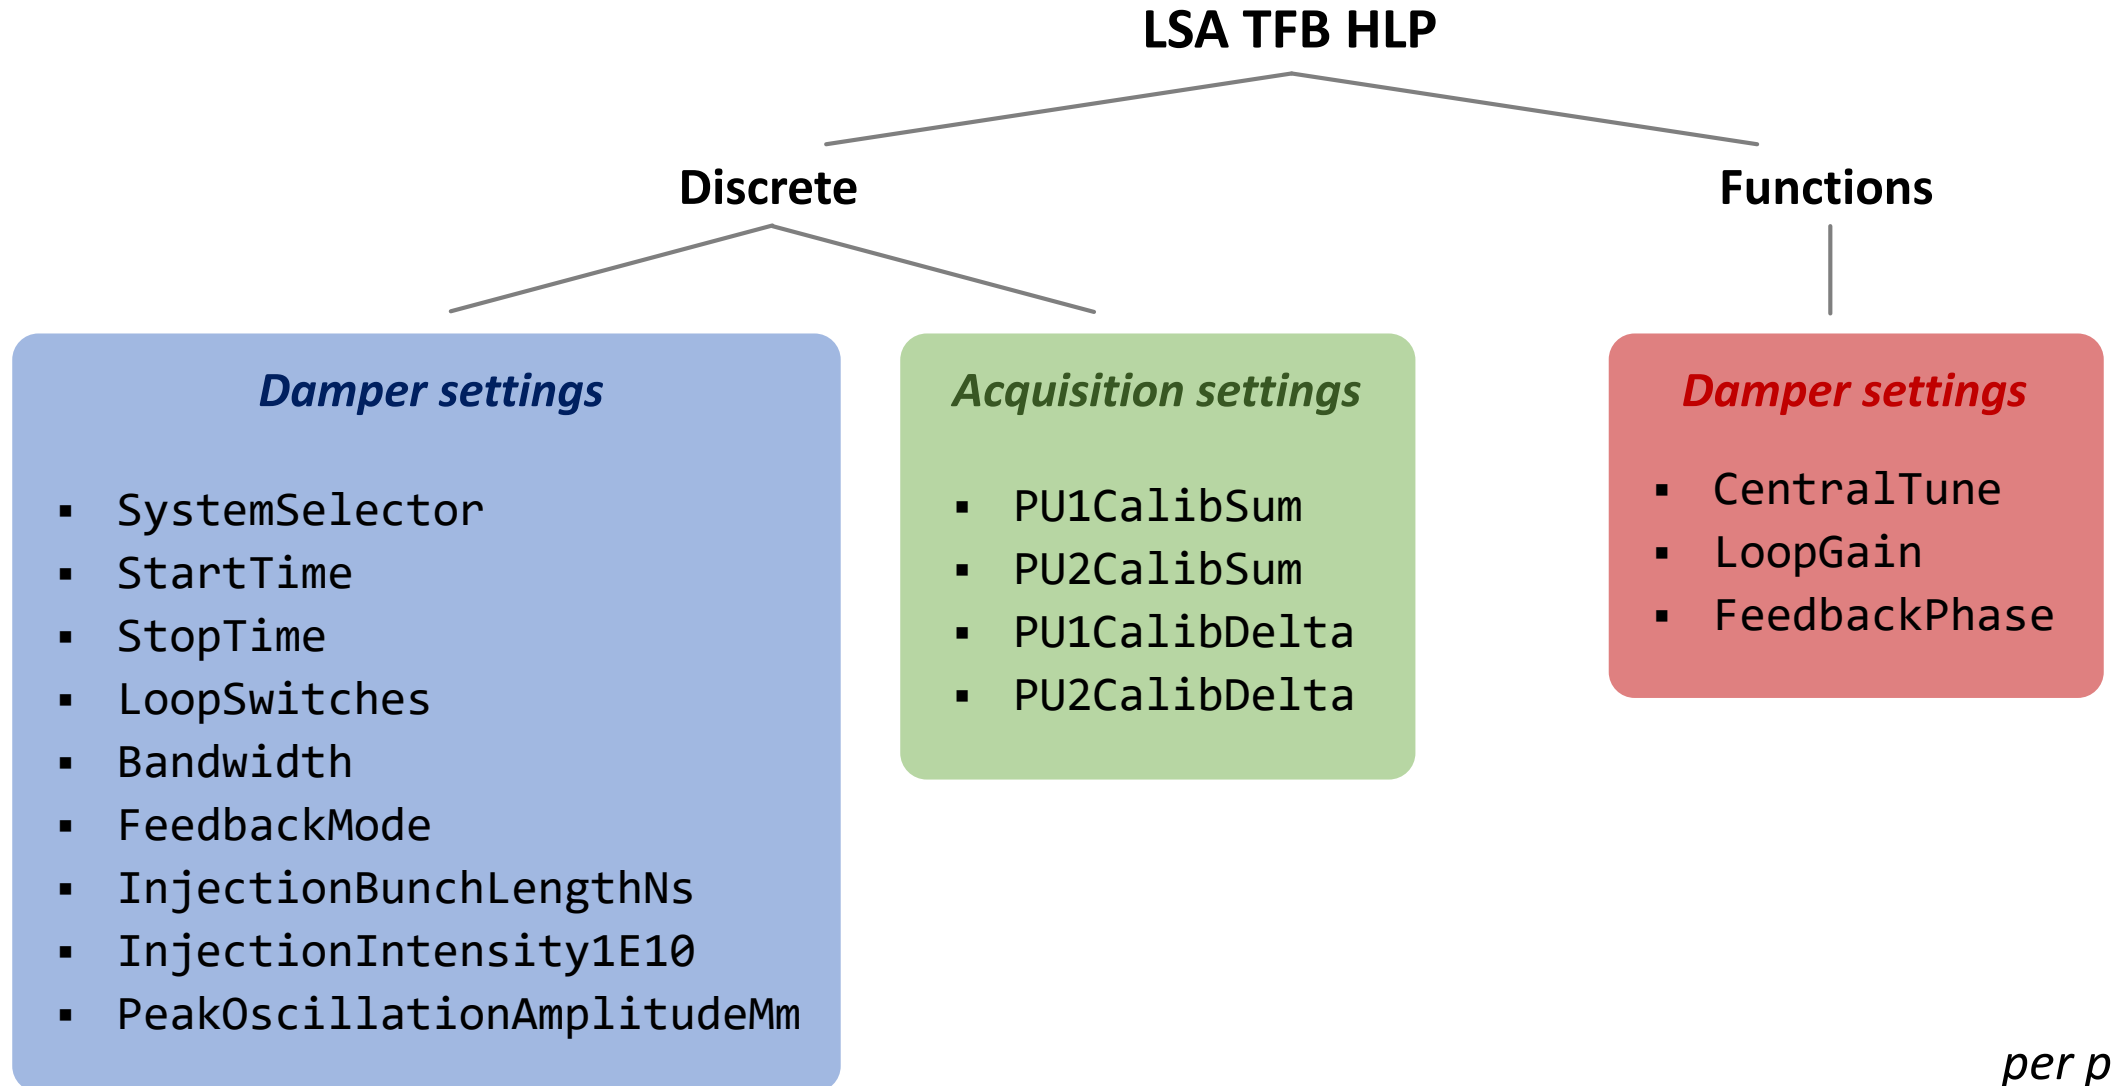 LSA TFB HLP
Discrete
Functions
Damper settings
▪ SystemSelector
▪ StartTime
▪ StopTime
▪ LoopSwitches
▪ Bandwidth
▪ FeedbackMode
▪ InjectionBunchLengthNs
▪ InjectionIntensity1E10
▪ PeakOscillationAmplitudeMm
Acquisition settings
▪ PU1CalibSum
▪ PU2CalibSum
▪ PU1CalibDelta
▪ PU2CalibDelta
Damper settings
▪ CentralTune
▪ LoopGain
▪ FeedbackPhase
per p